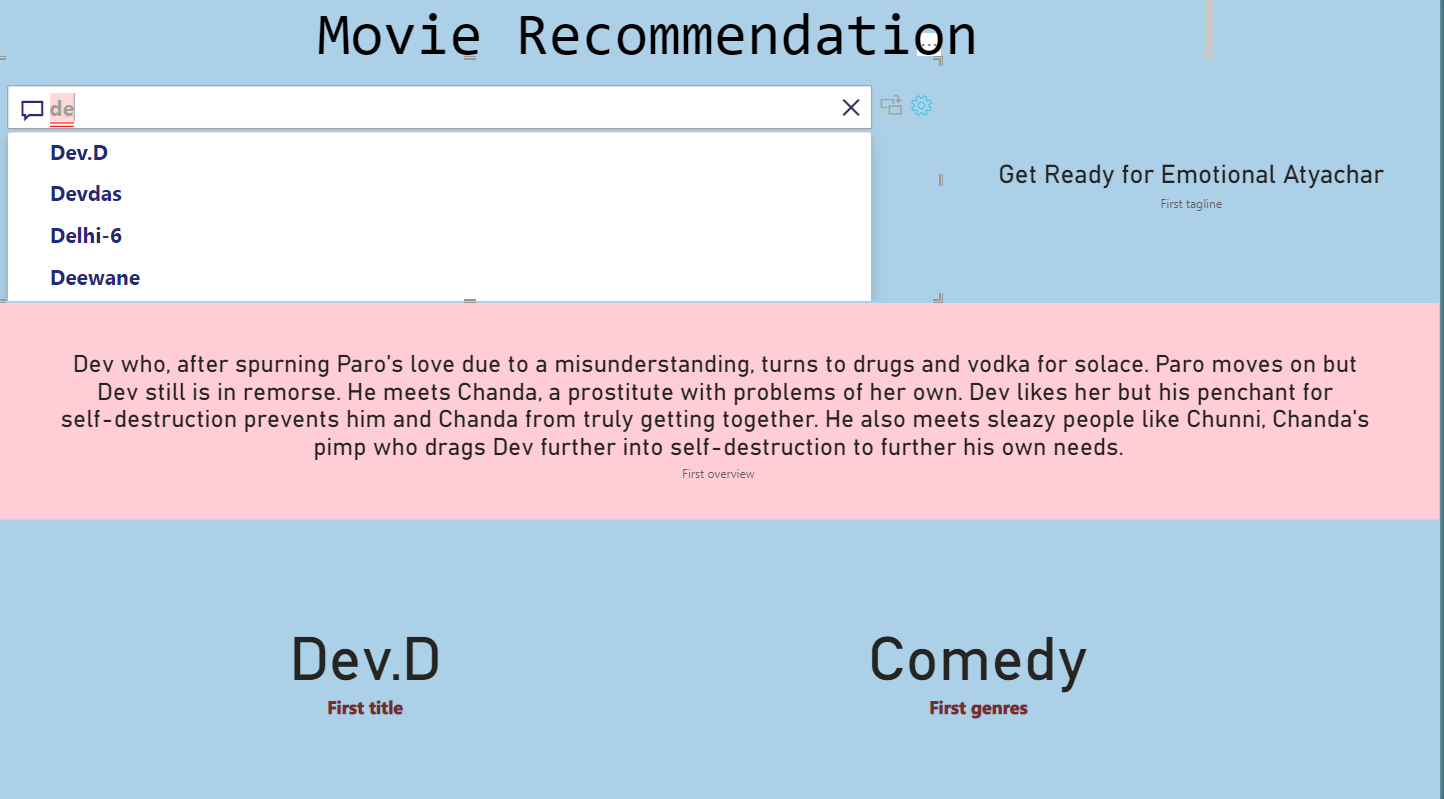 Movie Recommendation
...
de
Dev.D
Devdas
Delhi-6
Deewane
Get Ready for Emotional Atyachar
First tagline
Dev who, after spurning Paro's love due to a misunderstanding, turns to drugs and vodka for solace. Paro moves on but
Dev still is in remorse. He meets Chanda, a prostitute with problems of her own. Dev likes her but his penchant for
self-destruction prevents him and Chanda from truly getting together. He also meets sleazy people like Chunni, Chanda's
pimp who drags Dev further into self-destruction to further his own needs.
First overview
Dev.D
First title
Comedy
First genres